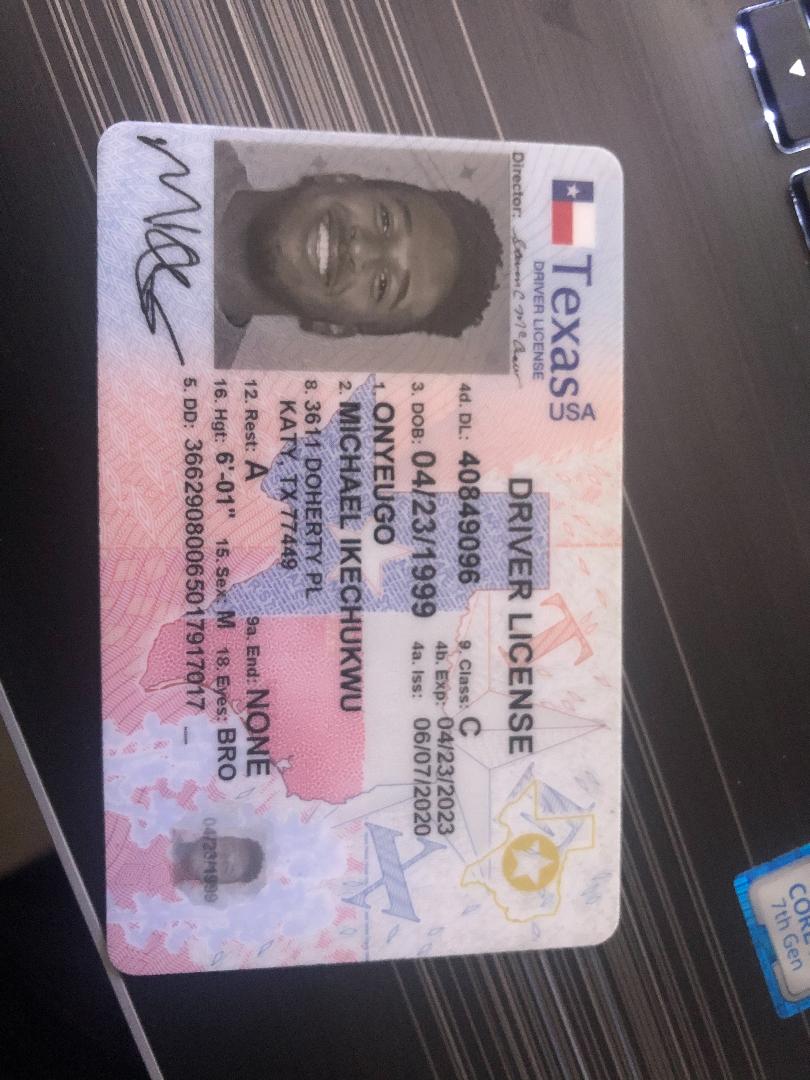 Texas USA
DRIVER LICENSE
DRIVER LICENSE
Director:
4d. DL: 40849096 9. Class: C
3. DOB: 04/23/1999 4b. Exp: 04/23/2023
4a. Iss: 06/07/2020
1. ONYEUGO
2. MICHAEL IKECHUKWU
8. 3611 DOHERTY PL
KATY, TX 77449
12. Rest: A 9a. End: NONE
16. Hgt: 6'-01" 15. Sex: M 18. Eyes: BRO
5. DD: 36629080065017917017
04/23/1999
CORE
7th Gen